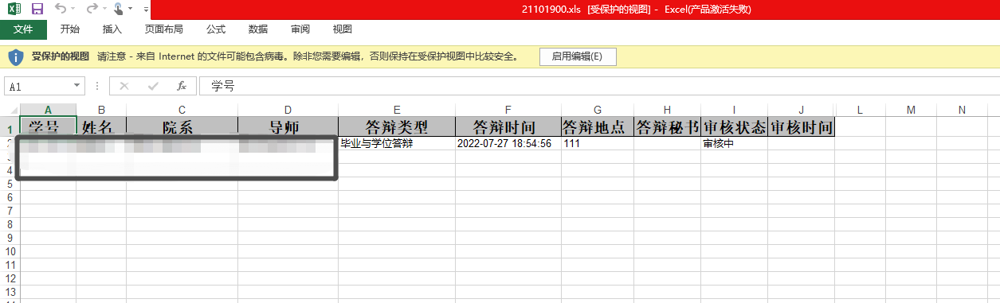 21101900.xls [受保护的视图] - Excel(产品激活失败)
文件 开始 插入 页面布局 公式 数据 审阅 视图
受保护的视图 请注意 - 来自 Internet 的文件可能包含病毒。除非您需要编辑，否则保持在受保护视图中比较安全。 启用编辑(E)
A1 fx 学号
A B C D E F G H I J K L M N
1 学号 姓名 院系 导师 答辩类型 答辩时间 答辩地点 答辩秘书 审核状态 审核时间
2 毕业与学位答辩 2022-07-27 18:54:56 111 审核中
3
4
5
6
7
8
9
10
11
12
13